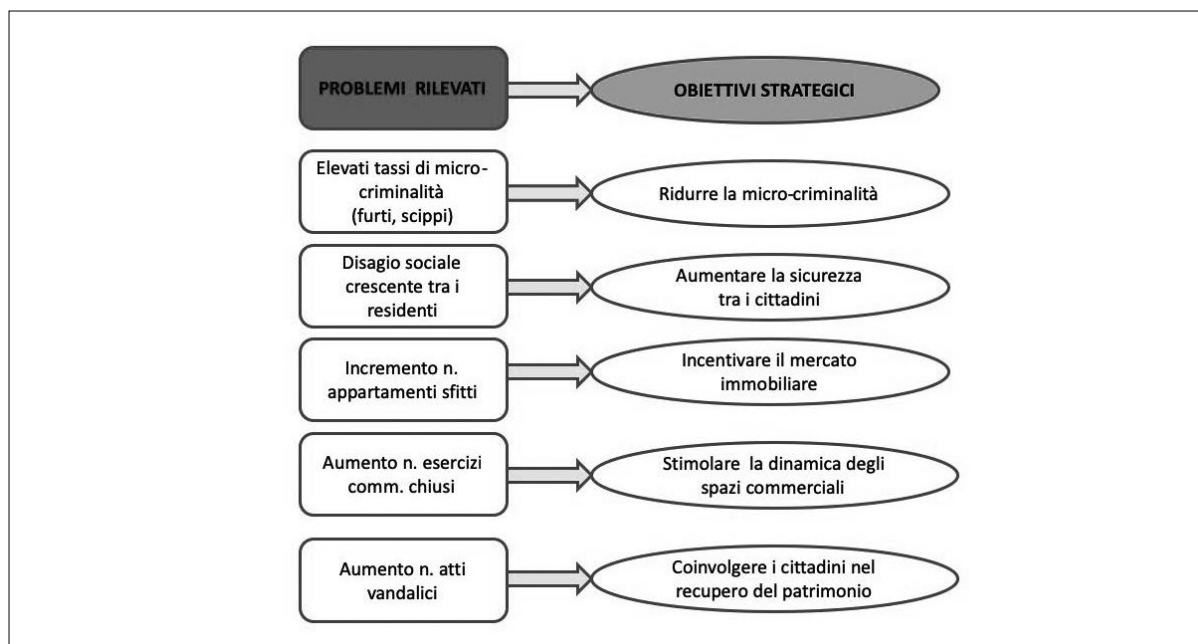 PROBLEMI RILEVATI
OBIETTIVI STRATEGICI
Elevati tassi di micro-
criminalità
(furti, scippi)
Ridurre la micro-criminalità
Disagio sociale
crescente tra i
residenti
Aumentare la sicurezza
tra i cittadini
Incremento n.
appartamenti sfitti
Incentivare il mercato
immobiliare
Aumento n. esercizi
comm. chiusi
Stimolare la dinamica degli
spazi commerciali
Aumento n. atti
vandalici
Coinvolgere i cittadini nel
recupero del patrimonio